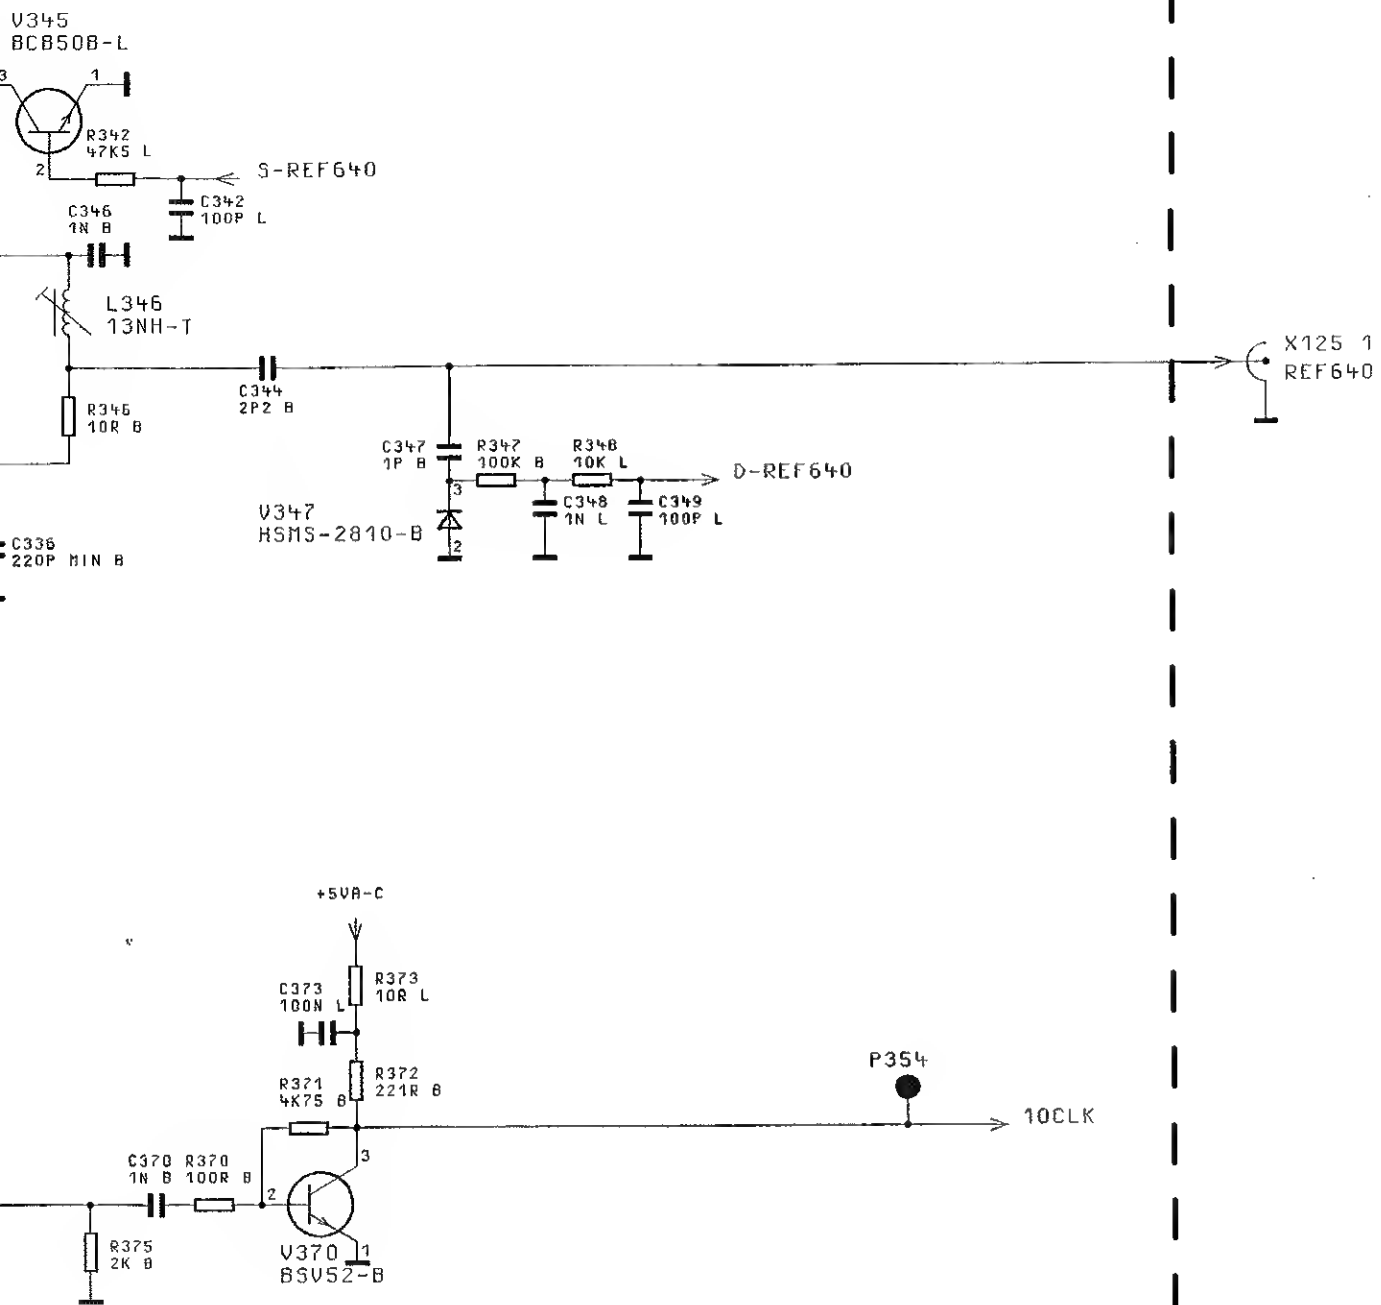 V345
BC850B-L
3
1
R342
47K5 L
2
S-REF640
C342
100P L
C346
1N B
L346
13NH-T
X125 1
REF640
C344
2P2 B
R346
10R B
C347
1P B
R347
100K B
R348
10K L
D-REF640
3
V347
HSMS-2810-B
C348
1N L
C349
100P L
2
C336
220P MIN B
+5VA-C
R373
10R L
C373
100N L
R372
221R B
R371
4K75 B
P354
10CLK
3
C370
1N B
R370
100R B
2
R375
2K B
V370
BSV52-B
1